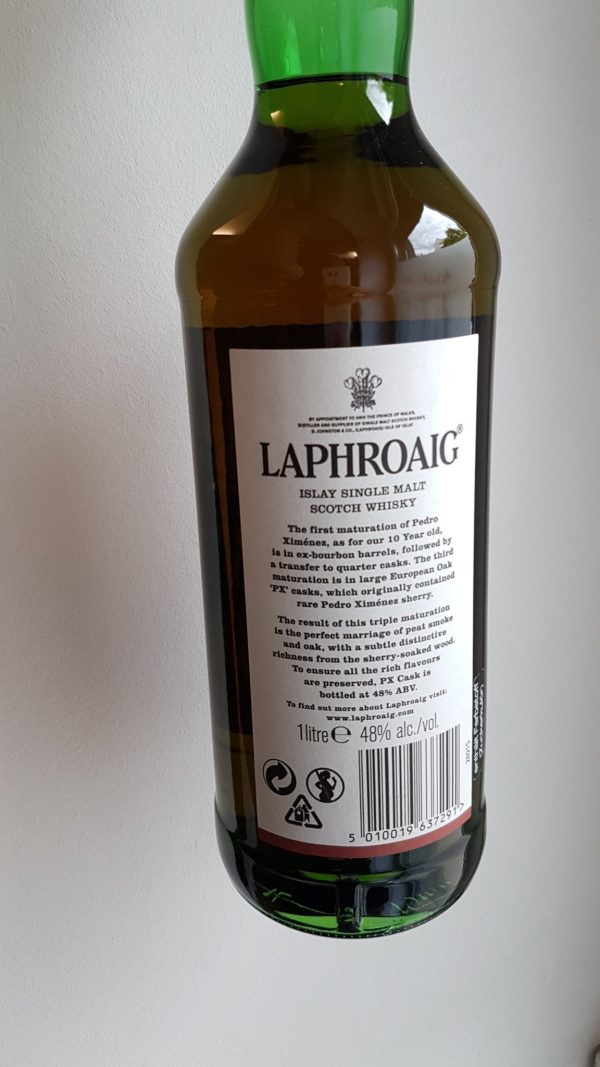 BY APPOINTMENT TO HRH THE PRINCE OF WALES,
DISTILLER AND SUPPLIER OF SINGLE MALT SCOTCH WHISKY,
D. JOHNSTON & CO., (LAPHROAIG) ISLE OF ISLAY
LAPHROAIG®
ISLAY SINGLE MALT
SCOTCH WHISKY
The first maturation of Pedro
Ximénez, as for our 10 Year old,
is in ex-bourbon barrels, followed by
a transfer to quarter casks. The third
maturation is in large European Oak
'PX' casks, which originally contained
rare Pedro Ximénez sherry.
The result of this triple maturation
is the perfect marriage of peat smoke
and oak, with a subtle distinctive
richness from the sherry-soaked wood.
To ensure all the rich flavours
are preserved, PX Cask is
bottled at 48% ABV.
To find out more about Laphroaig visit:
www.laphroaig.com
1 litre e 48% alc./vol.
5 010019 637291